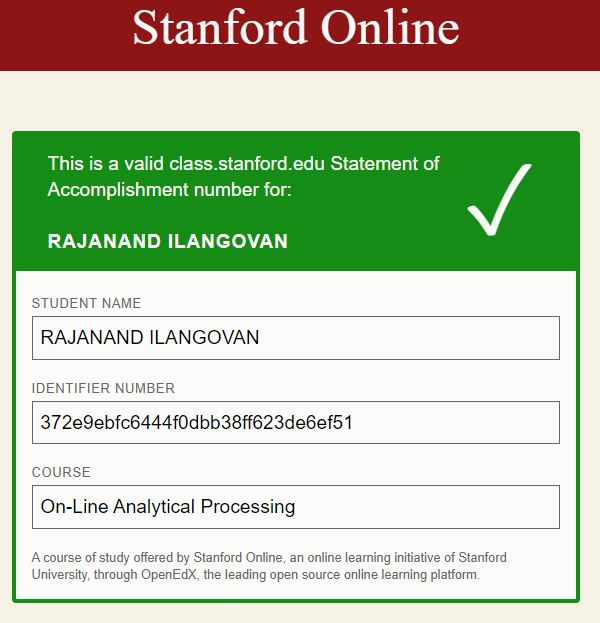 Stanford Online
This is a valid class.stanford.edu Statement of
Accomplishment number for:
RAJANAND ILANGOVAN
STUDENT NAME
RAJANAND ILANGOVAN
IDENTIFIER NUMBER
372e9ebfc6444f0dbb38ff623de6ef51
COURSE
On-Line Analytical Processing
A course of study offered by Stanford Online, an online learning initiative of Stanford
University, through OpenEdX, the leading open source online learning platform.